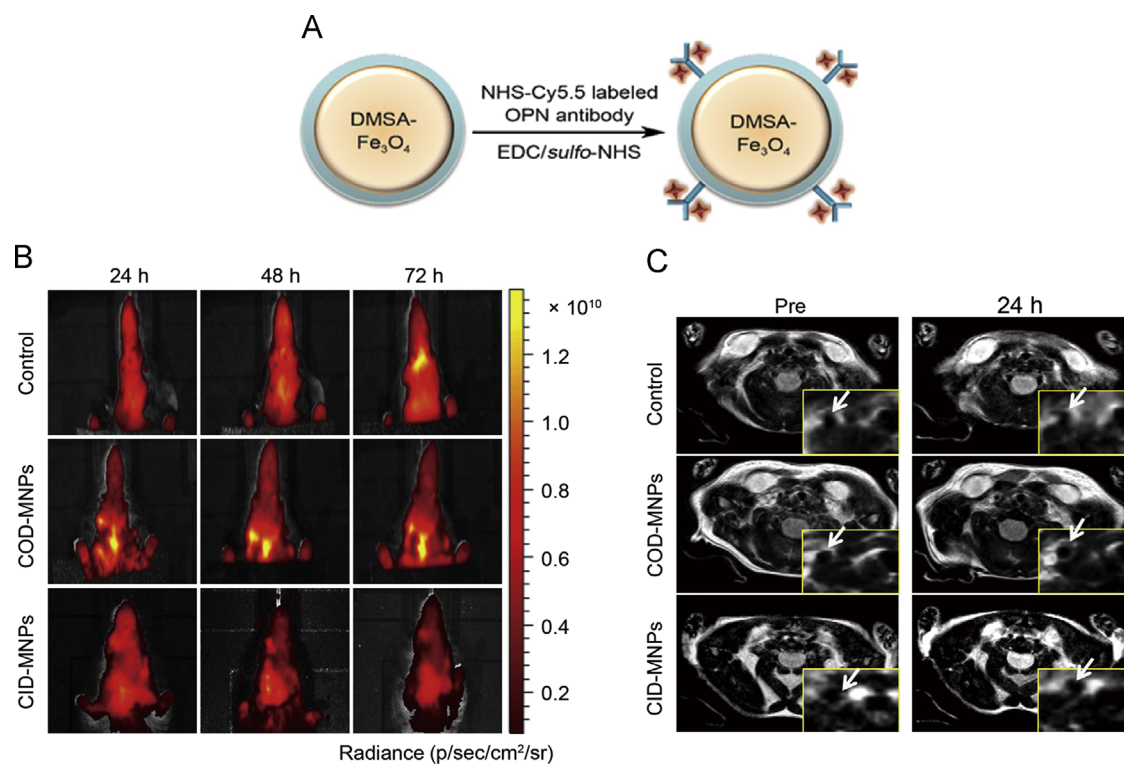 A
DMSA-
Fe₃O₄
NHS-Cy5.5 labeled
OPN antibody
EDC/sulfo-NHS
DMSA-
Fe₃O₄
B
24 h
48 h
72 h
Control
COD-MNPs
CID-MNPs
× 10¹⁰
1.2
1.0
0.8
0.6
0.4
0.2
Radiance (p/sec/cm²/sr)
C
Pre
24 h
Control
COD-MNPs
CID-MNPs